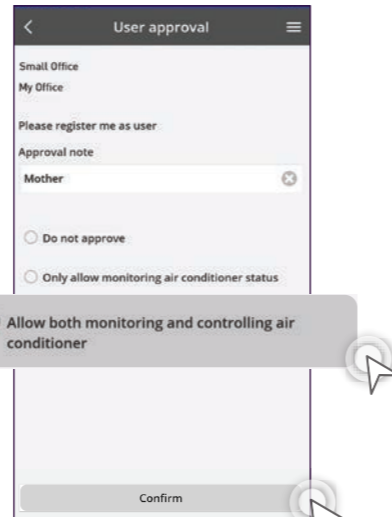 User approval
Small Office
My Office
Please register me as user
Approval note
Mother
Do not approve
Only allow monitoring air conditioner status
Allow both monitoring and controlling air
conditioner
Confirm